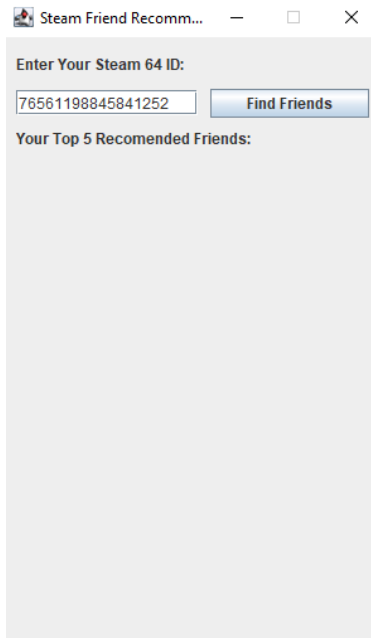 Steam Friend Recomm...
Enter Your Steam 64 ID:
76561198845841252 Find Friends
Your Top 5 Recomended Friends: